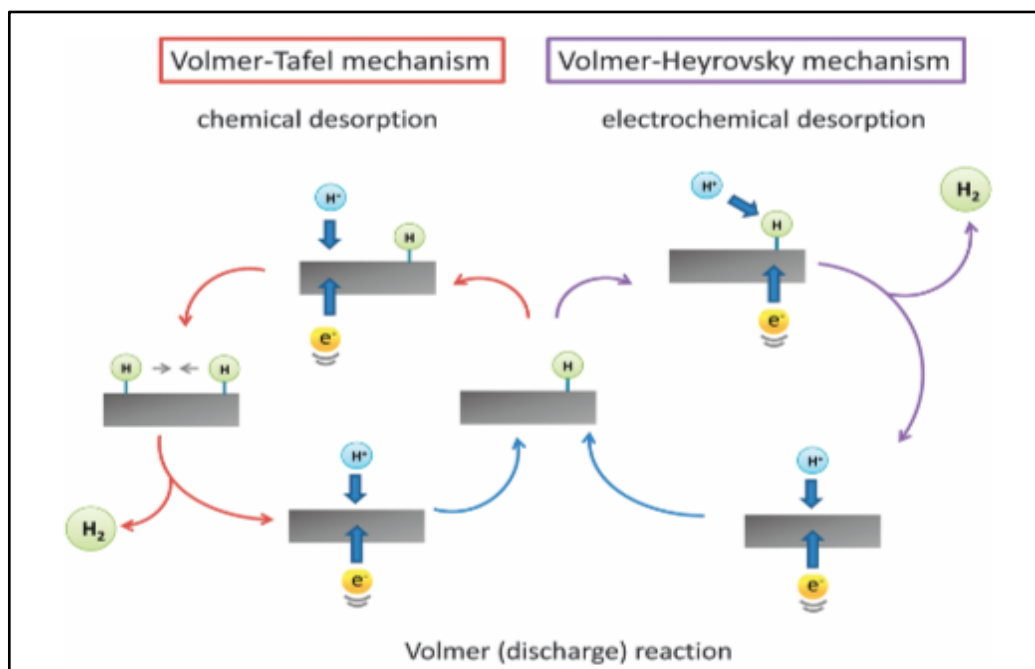 Volmer-Tafel mechanism
Volmer-Heyrovsky mechanism
chemical desorption
electrochemical desorption
H⁺
H
e⁻
H⁺
H
e⁻
H₂
H
H
H
H⁺
e⁻
H₂
H⁺
e⁻
Volmer (discharge) reaction